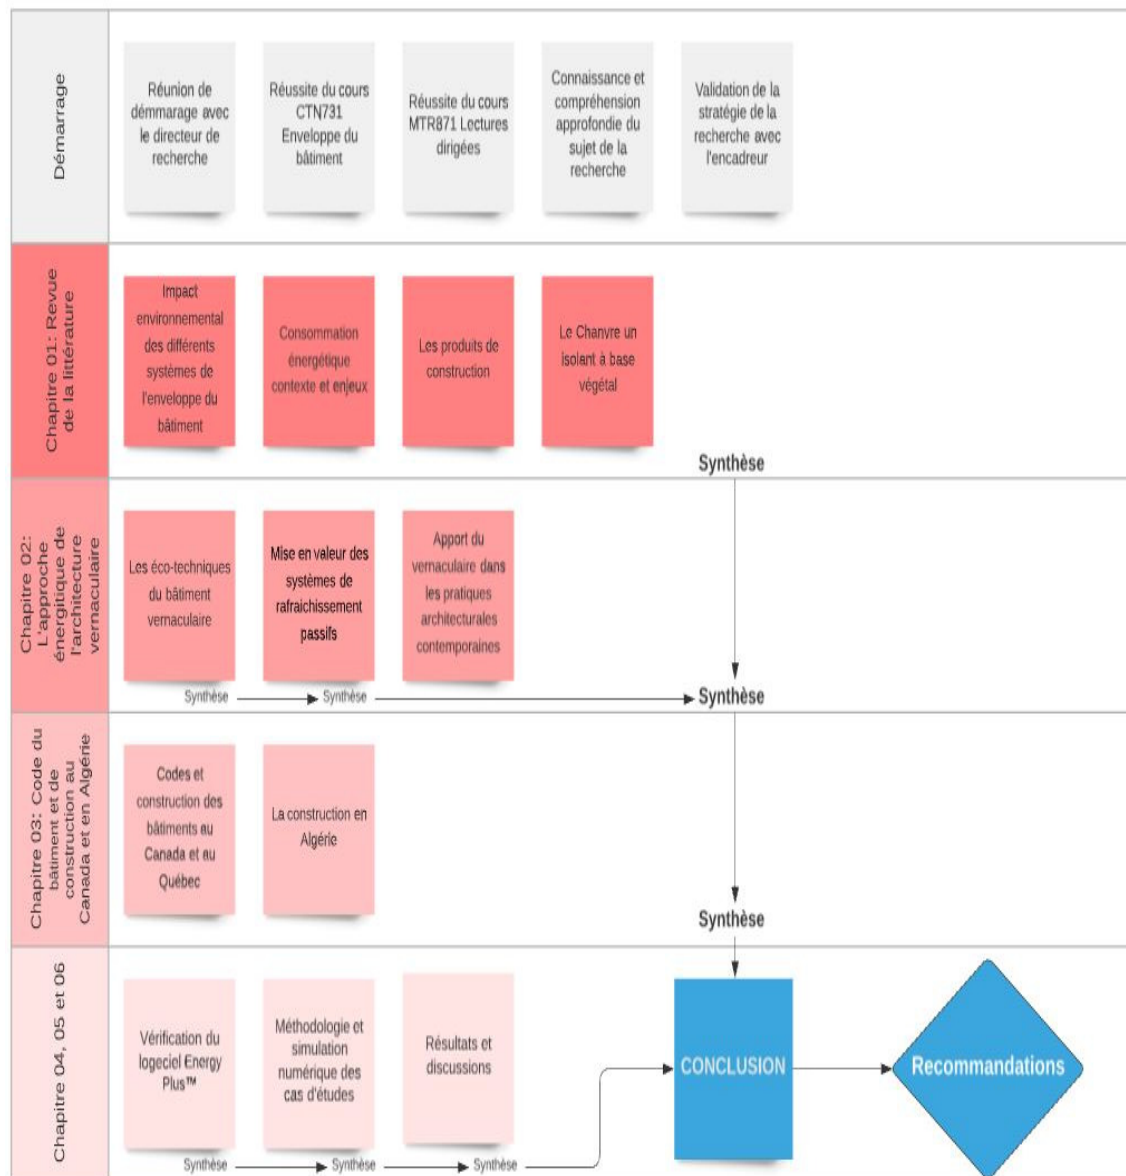 Démarrage
Réunion de
démmarage avec
le directeur de
recherche
Réussite du cours
CTN731
Enveloppe du
bâtiment
Réussite du cours
MTR871 Lectures
dirigées
Connaissance et
compréhension
approfondie du
sujet de la
recherche
Validation de la
stratégie de la
recherche avec
l'encadreur
Chapitre 01: Revue
de la littérature
Impact
environnemental
des différents
systèmes de
l'enveloppe du
bâtiment
Consommation
énergétique
contexte et enjeux
Les produits de
construction
Le Chanvre un
isolant à base
végétal
Synthèse
Chapitre 02:
L'approche
énergitique de
l'architecture
vernaculaire
Les éco-techniques
du bâtiment
vernaculaire
Mise en valeur des
systèmes de
rafraichissement
passifs
Apport du
vernaculaire dans
les pratiques
architecturales
contemporaines
Synthèse
Synthèse
Synthèse
Chapitre 03: Code du
bâtiment et de
construction au
Canada et en Algérie
Codes et
construction des
bâtiments au
Canada et au
Québec
La construction en
Algérie
Synthèse
Chapitre 04, 05 et 06
Vérification du
logeciel Energy
Plus™
Méthodologie et
simulation
numérique des
cas d'études
Résultats et
discussions
CONCLUSION
Recommandations
Synthèse
Synthèse
Synthèse